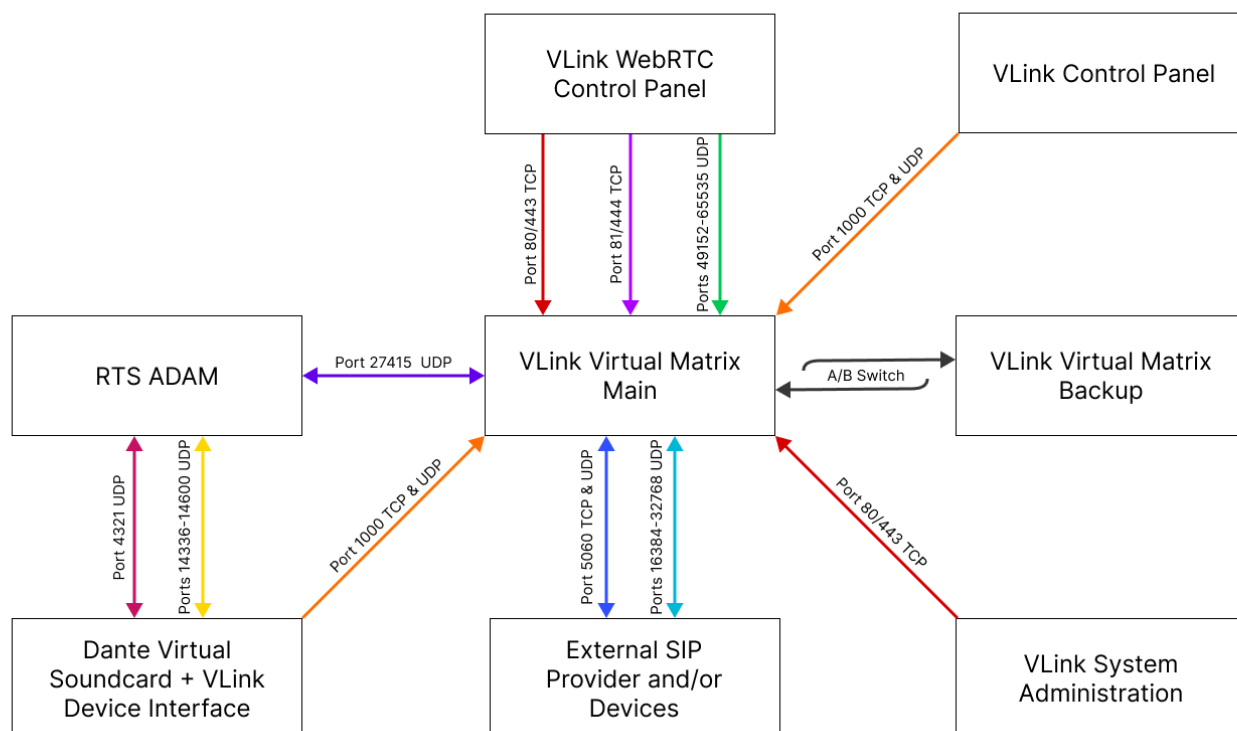 VLink WebRTC
Control Panel
VLink Control Panel
Port 80/443 TCP
Port 81/444 TCP
Ports 49152-65535 UDP
Port 1000 TCP & UDP
RTS ADAM
Port 27415 UDP
VLink Virtual Matrix
Main
A/B Switch
VLink Virtual Matrix
Backup
Port 4321 UDP
Ports 14336-14600 UDP
Port 1000 TCP & UDP
Port 5060 TCP & UDP
Ports 16384-32768 UDP
Port 80/443 TCP
Dante Virtual
Soundcard + VLink
Device Interface
External SIP
Provider and/or
Devices
VLink System
Administration